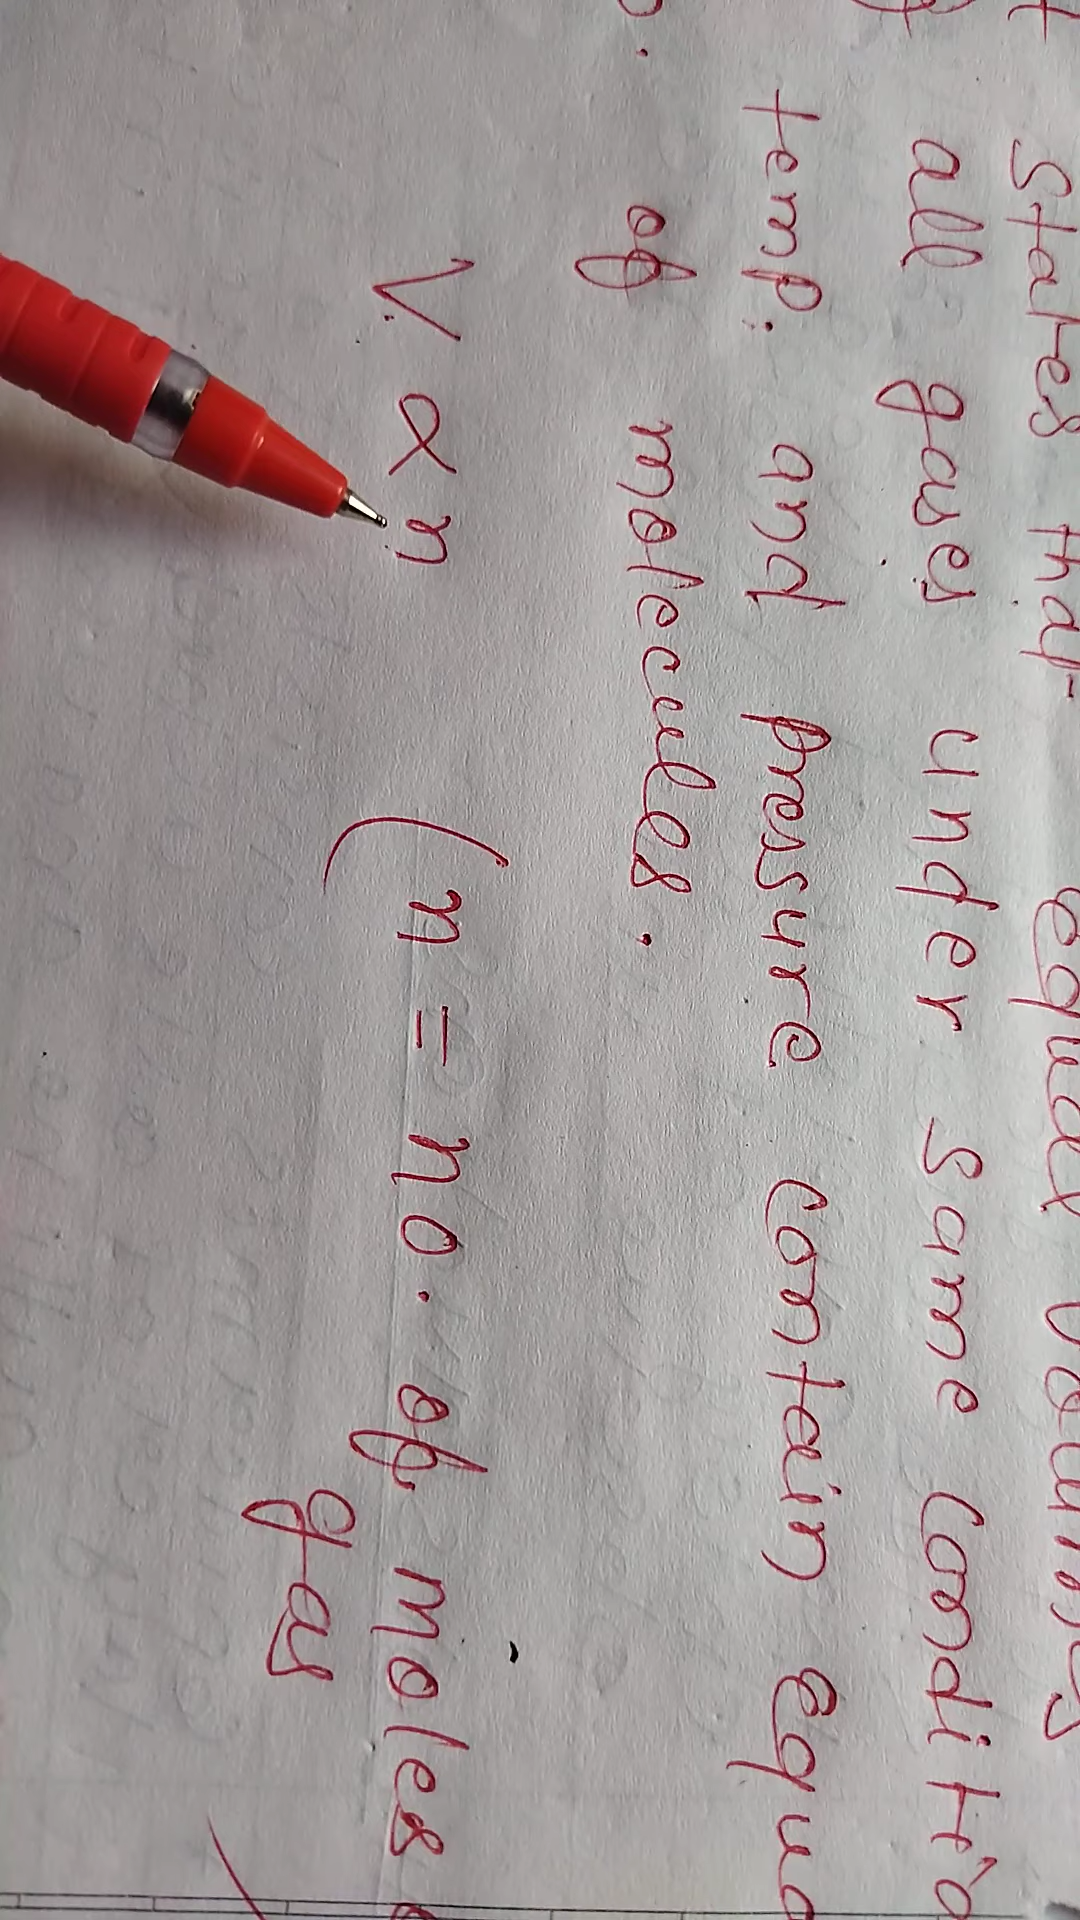 States that equal volumes
all gases under same conditio
temp. and pressure contain equa
of molecules.
V ∝ n (n = no. of moles
gas